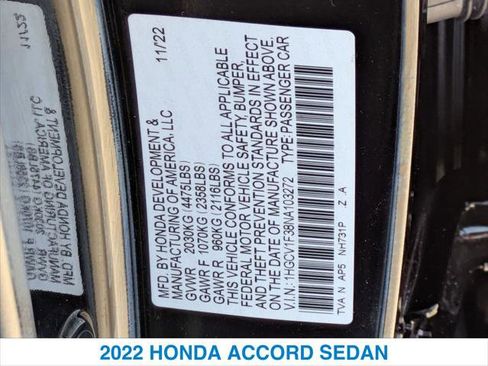 11/22
MFD. BY HONDA DEVELOPMENT &
MANUFACTURING OF AMERICA, LLC
GVWR 2030KG (4475LBS)
GAWR F 1070KG (2358LBS)
GAWR R 960KG (2116LBS)
THIS VEHICLE CONFORMS TO ALL APPLICABLE
FEDERAL MOTOR VEHICLE SAFETY, BUMPER,
AND THEFT PREVENTION STANDARDS IN EFFECT
ON THE DATE OF MANUFACTURE SHOWN ABOVE.
V.I.N.: 1HGCV1F38NA103272 TYPE: PASSENGER CAR
TVA N AP5 NH731P Z .A
2022 HONDA ACCORD SEDAN